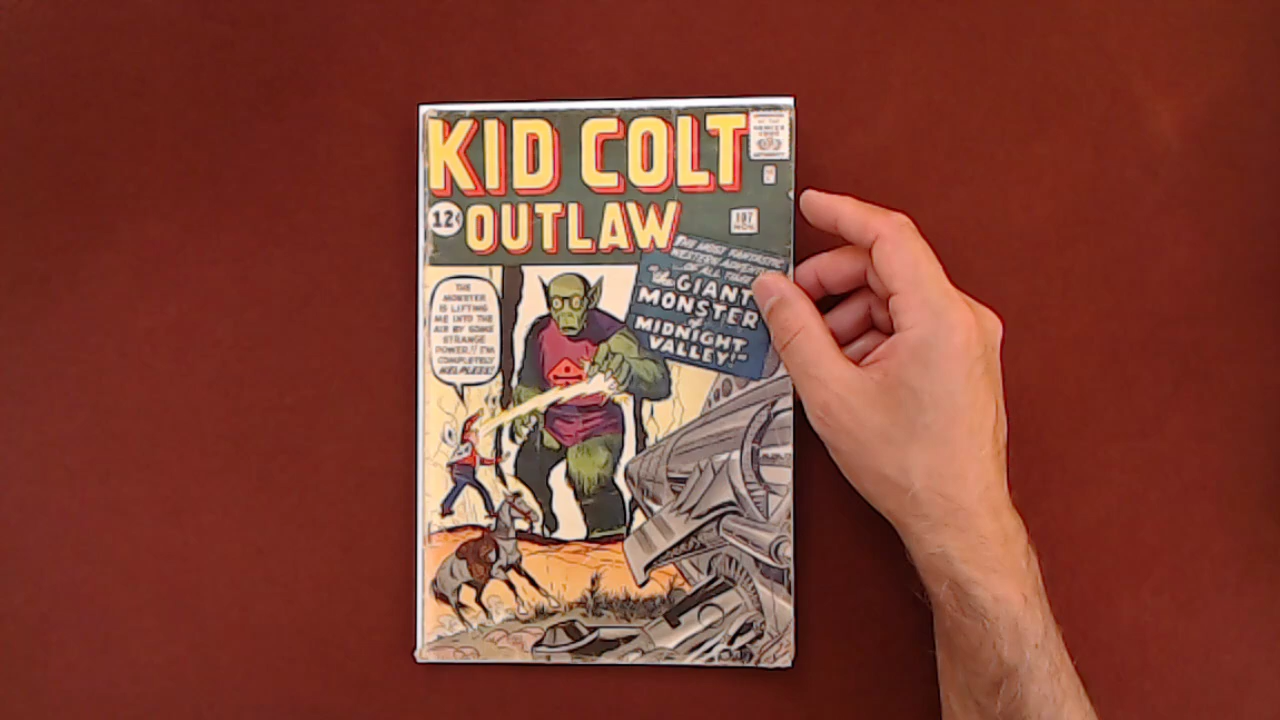 KID COLT
OUTLAW
12¢
107
NOV.
THE MOST FANTASTIC
WESTERN ADVENTURE
OF ALL TIME!
"The GIANT
MONSTER
of
MIDNIGHT
VALLEY!"
THE
MONSTER
IS LIFTING
ME INTO THE
AIR BY SOME
STRANGE
POWER!! I'M
COMPLETELY
HELPLESS!